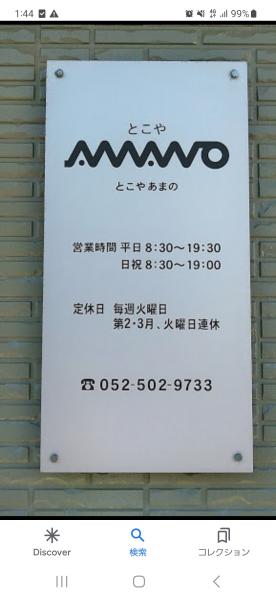 1:44
99%
とこや
AMANO
とこや あまの
営業時間 平日 8:30〜19:30
日祝 8:30〜19:00
定休日 毎週火曜日
第2・3月、火曜日連休
☎ 052-502-9733
Discover
検索
コレクション